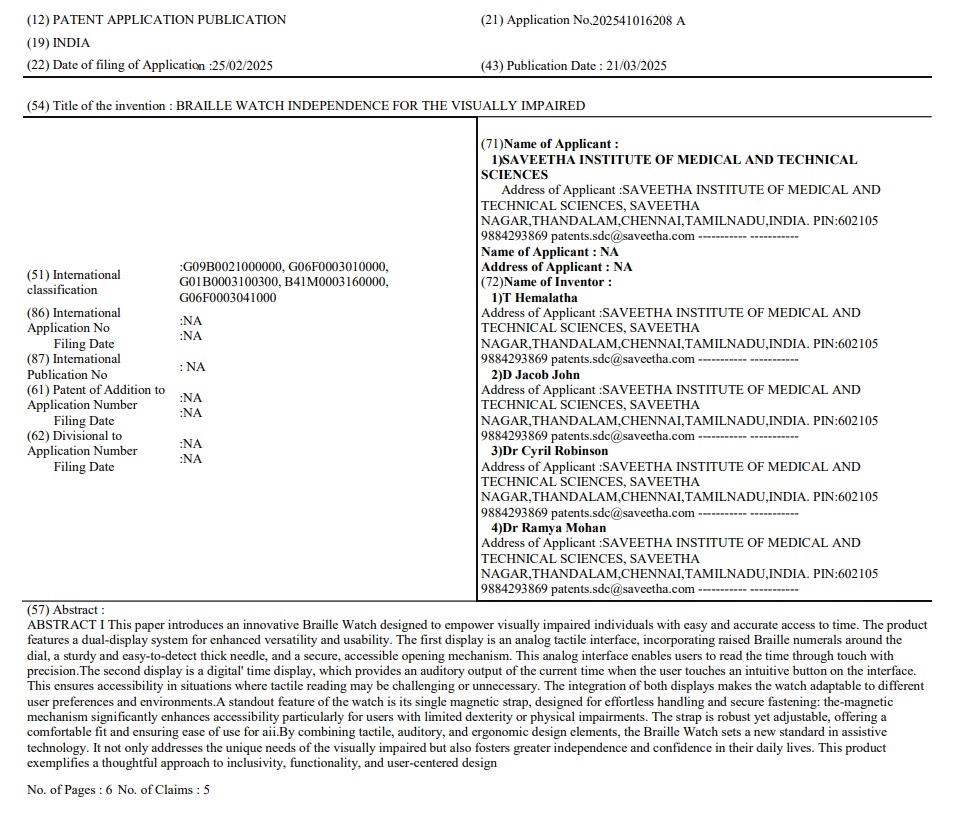 (12) PATENT APPLICATION PUBLICATION
(21) Application No.202541016208 A
(19) INDIA
(22) Date of filing of Application :25/02/2025
(43) Publication Date : 21/03/2025
(54) Title of the invention : BRAILLE WATCH INDEPENDENCE FOR THE VISUALLY IMPAIRED
(51) International
classification
:G09B0021000000, G06F0003010000,
G01B0003100300, B41M0003160000,
G06F0003041000
(86) International
Application No
Filing Date
:NA
:NA
(87) International
Publication No
: NA
(61) Patent of Addition to
Application Number
Filing Date
:NA
:NA
(62) Divisional to
Application Number
Filing Date
:NA
:NA
(71)Name of Applicant :
1)SAVEETHA INSTITUTE OF MEDICAL AND TECHNICAL
SCIENCES
Address of Applicant :SAVEETHA INSTITUTE OF MEDICAL AND
TECHNICAL SCIENCES, SAVEETHA
NAGAR,THANDALAM,CHENNAI,TAMILNADU,INDIA. PIN:602105
9884293869 patents.sdc@saveetha.com ----------- -----------
Name of Applicant : NA
Address of Applicant : NA
(72)Name of Inventor :
1)T Hemalatha
Address of Applicant :SAVEETHA INSTITUTE OF MEDICAL AND
TECHNICAL SCIENCES, SAVEETHA
NAGAR,THANDALAM,CHENNAI,TAMILNADU,INDIA. PIN:602105
9884293869 patents.sdc@saveetha.com ----------- -----------
2)D Jacob John
Address of Applicant :SAVEETHA INSTITUTE OF MEDICAL AND
TECHNICAL SCIENCES, SAVEETHA
NAGAR,THANDALAM,CHENNAI,TAMILNADU,INDIA. PIN:602105
9884293869 patents.sdc@saveetha.com ----------- -----------
3)Dr Cyril Robinson
Address of Applicant :SAVEETHA INSTITUTE OF MEDICAL AND
TECHNICAL SCIENCES, SAVEETHA
NAGAR,THANDALAM,CHENNAI,TAMILNADU,INDIA. PIN:602105
9884293869 patents.sdc@saveetha.com ----------- -----------
4)Dr Ramya Mohan
Address of Applicant :SAVEETHA INSTITUTE OF MEDICAL AND
TECHNICAL SCIENCES, SAVEETHA
NAGAR,THANDALAM,CHENNAI,TAMILNADU,INDIA. PIN:602105
9884293869 patents.sdc@saveetha.com ----------- -----------
(57) Abstract :
ABSTRACT I This paper introduces an innovative Braille Watch designed to empower visually impaired individuals with easy and accurate access to time. The product
features a dual-display system for enhanced versatility and usability. The first display is an analog tactile interface, incorporating raised Braille numerals around the
dial, a sturdy and easy-to-detect thick needle, and a secure, accessible opening mechanism. This analog interface enables users to read the time through touch with
precision.The second display is a digital' time display, which provides an auditory output of the current time when the user touches an intuitive button on the interface.
This ensures accessibility in situations where tactile reading may be challenging or unnecessary. The integration of both displays makes the watch adaptable to different
user preferences and environments.A standout feature of the watch is its single magnetic strap, designed for effortless handling and secure fastening: the-magnetic
mechanism significantly enhances accessibility particularly for users with limited dexterity or physical impairments. The strap is robust yet adjustable, offering a
comfortable fit and ensuring ease of use for aii.By combining tactile, auditory, and ergonomic design elements, the Braille Watch sets a new standard in assistive
technology. It not only addresses the unique needs of the visually impaired but also fosters greater independence and confidence in their daily lives. This product
exemplifies a thoughtful approach to inclusivity, functionality, and user-centered design
No. of Pages : 6 No. of Claims : 5